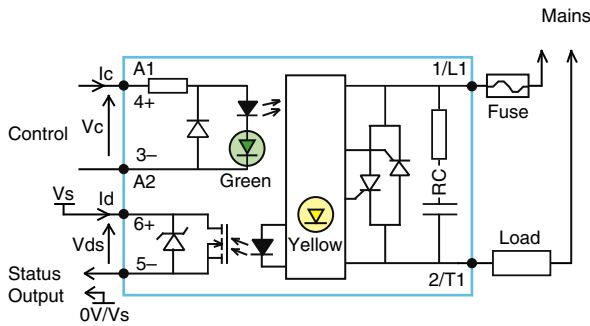 Mains
Ic
A1
4+
1/L1
Fuse
Control
Vc
3–
A2
Green
RC
Vs
Id
6+
Yellow
Load
Vds
5–
2/T1
Status
Output
0V/Vs